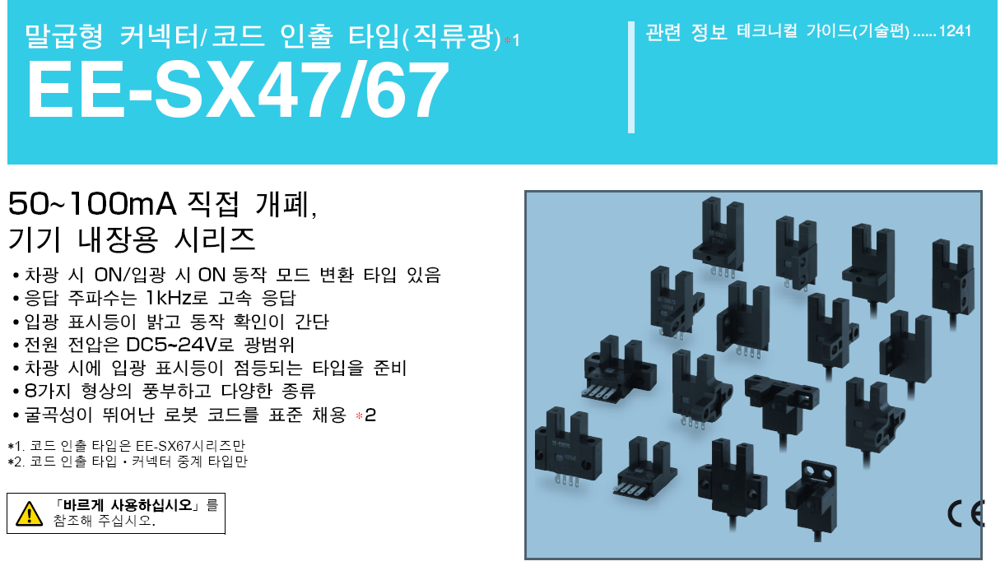 말굽형 커넥터/코드 인출 타입(직류광)*1
EE-SX47/67
관련 정보 테크니컬 가이드(기술편)......1241
50~100mA 직접 개폐,
기기 내장용 시리즈
•차광 시 ON/입광 시 ON 동작 모드 변환 타입 있음
•응답 주파수는 1kHz로 고속 응답
•입광 표시등이 밝고 동작 확인이 간단
•전원 전압은 DC5~24V로 광범위
•차광 시에 입광 표시등이 점등되는 타입을 준비
•8가지 형상의 풍부하고 다양한 종류
•굴곡성이 뛰어난 로봇 코드를 표준 채용 *2
*1. 코드 인출 타입은 EE-SX67시리즈만
*2. 코드 인출 타입・커넥터 중계 타입만
「바르게 사용하십시오」를
참조해 주십시오.
CE